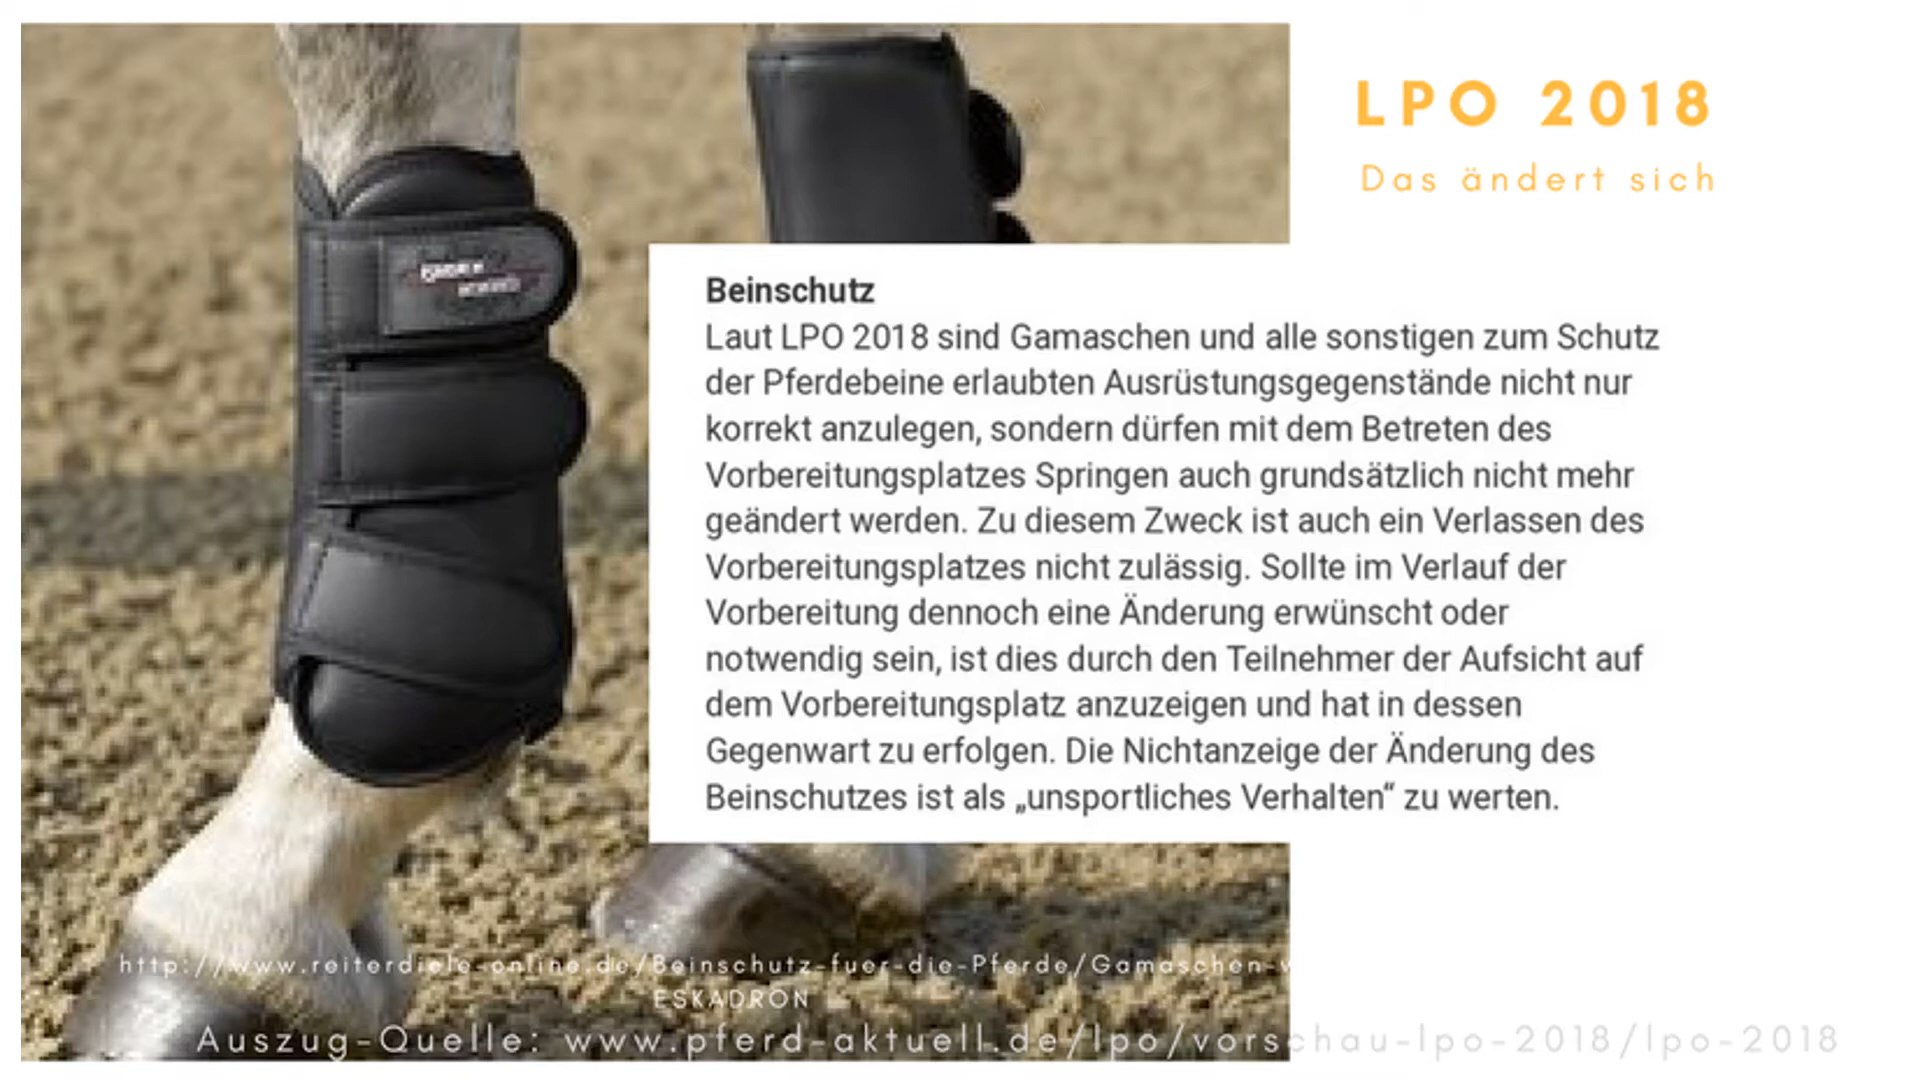 LPO 2018
Das ändert sich
Beinschutz
Laut LPO 2018 sind Gamaschen und alle sonstigen zum Schutz
der Pferdebeine erlaubten Ausrüstungsgegenstände nicht nur
korrekt anzulegen, sondern dürfen mit dem Betreten des
Vorbereitungsplatzes Springen auch grundsätzlich nicht mehr
geändert werden. Zu diesem Zweck ist auch ein Verlassen des
Vorbereitungsplatzes nicht zulässig. Sollte im Verlauf der
Vorbereitung dennoch eine Änderung erwünscht oder
notwendig sein, ist dies durch den Teilnehmer der Aufsicht auf
dem Vorbereitungsplatz anzuzeigen und hat in dessen
Gegenwart zu erfolgen. Die Nichtanzeige der Änderung des
Beinschutzes ist als „unsportliches Verhalten“ zu werten.
http://www.reiterdiele-online.de/Beinschutz-fuer-die-Pferde/Gamaschen-
ESKADRON
Auszug-Quelle: www.pferd-aktuell.de/lpo/vorschau-lpo-2018/lpo-2018